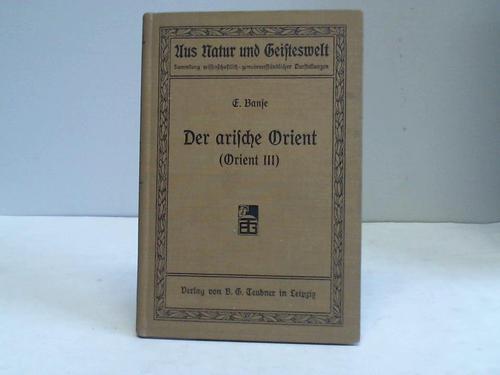 Aus Natur und Geisteswelt
Sammlung wissenschaftlich-gemeinverständlicher Darstellungen
E. Banse
Der arische Orient
(Orient III)
Verlag von B. G. Teubner in Leipzig